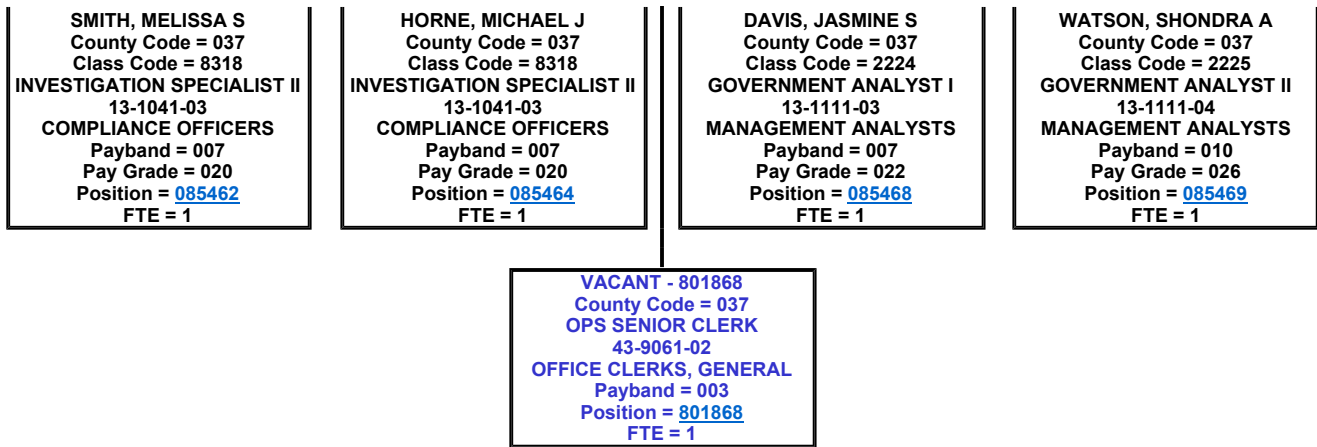 SMITH, MELISSA S
County Code = 037
Class Code = 8318
INVESTIGATION SPECIALIST II
13-1041-03
COMPLIANCE OFFICERS
Payband = 007
Pay Grade = 020
Position = 085462
FTE = 1
HORNE, MICHAEL J
County Code = 037
Class Code = 8318
INVESTIGATION SPECIALIST II
13-1041-03
COMPLIANCE OFFICERS
Payband = 007
Pay Grade = 020
Position = 085464
FTE = 1
DAVIS, JASMINE S
County Code = 037
Class Code = 2224
GOVERNMENT ANALYST I
13-1111-03
MANAGEMENT ANALYSTS
Payband = 007
Pay Grade = 022
Position = 085468
FTE = 1
WATSON, SHONDRA A
County Code = 037
Class Code = 2225
GOVERNMENT ANALYST II
13-1111-04
MANAGEMENT ANALYSTS
Payband = 010
Pay Grade = 026
Position = 085469
FTE = 1
VACANT - 801868
County Code = 037
OPS SENIOR CLERK
43-9061-02
OFFICE CLERKS, GENERAL
Payband = 003
Position = 801868
FTE = 1